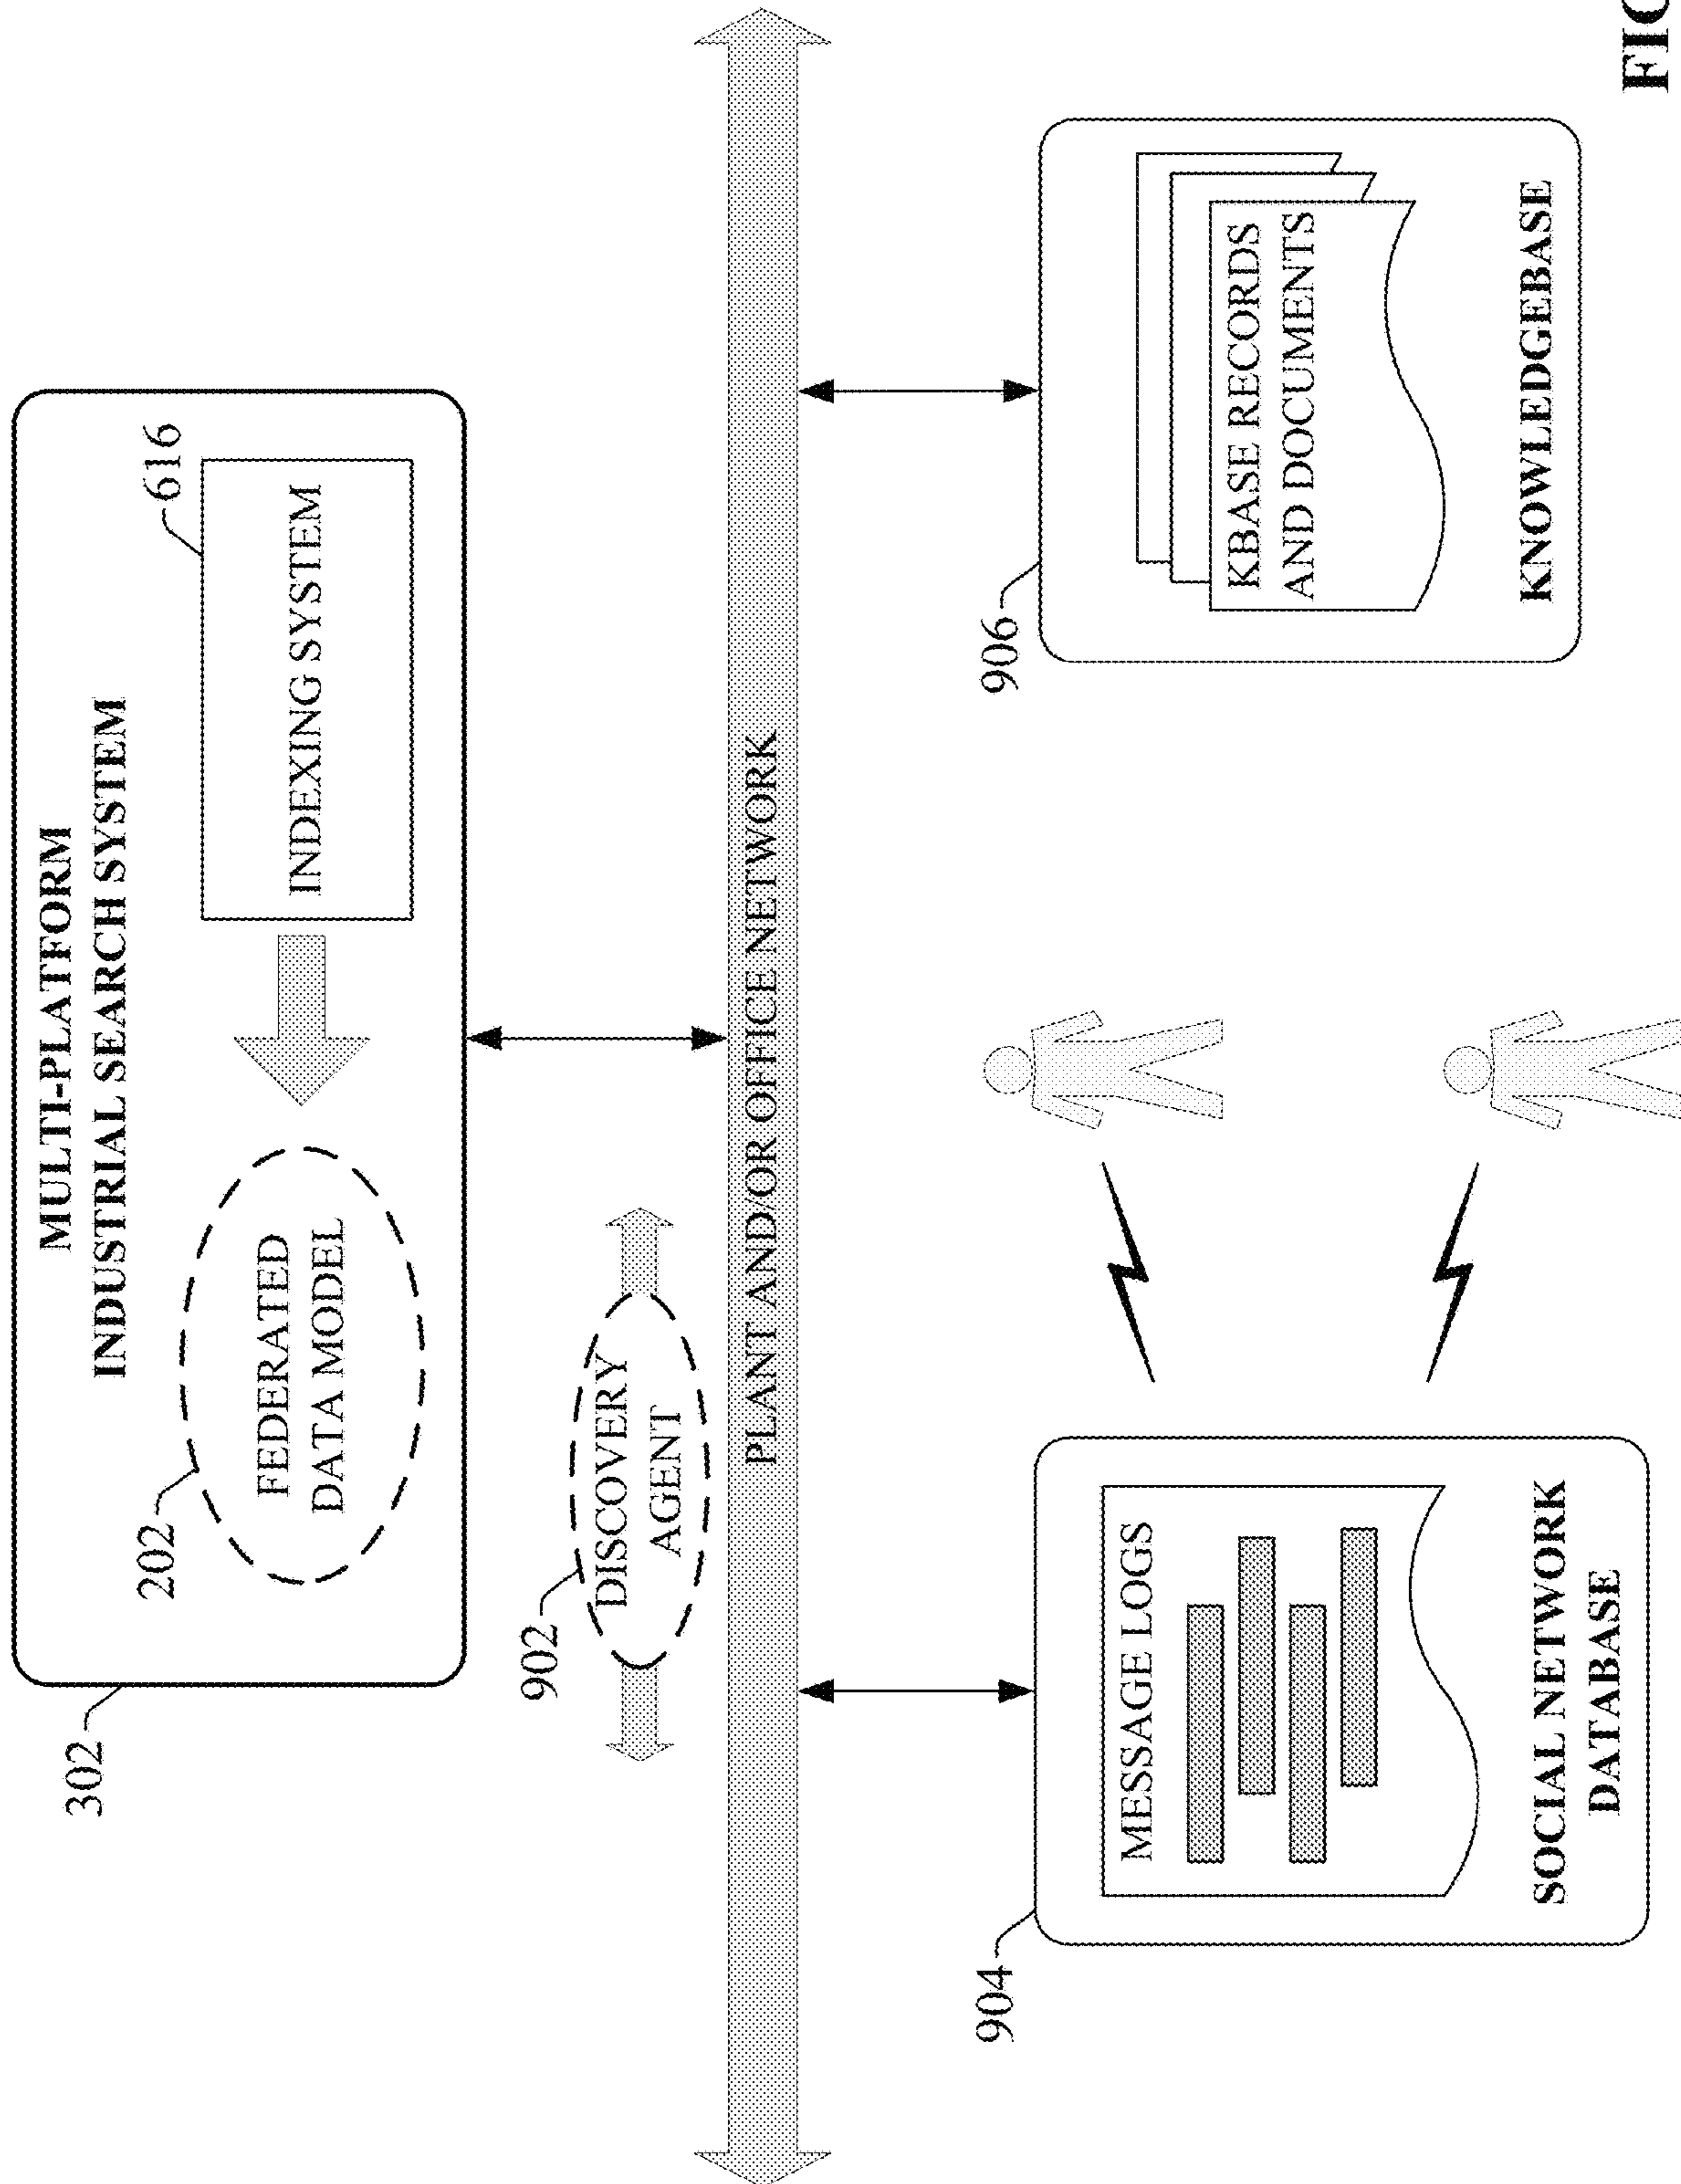 MULTI-PLATFORM
INDUSTRIAL SEARCH SYSTEM
302
202
FEDERATED
DATA MODEL
616
INDEXING SYSTEM
902
DISCOVERY
AGENT
PLANT AND/OR OFFICE NETWORK
904
MESSAGE LOGS
SOCIAL NETWORK
DATABASE
906
KBASE RECORDS
AND DOCUMENTS
KNOWLEDGEBASE